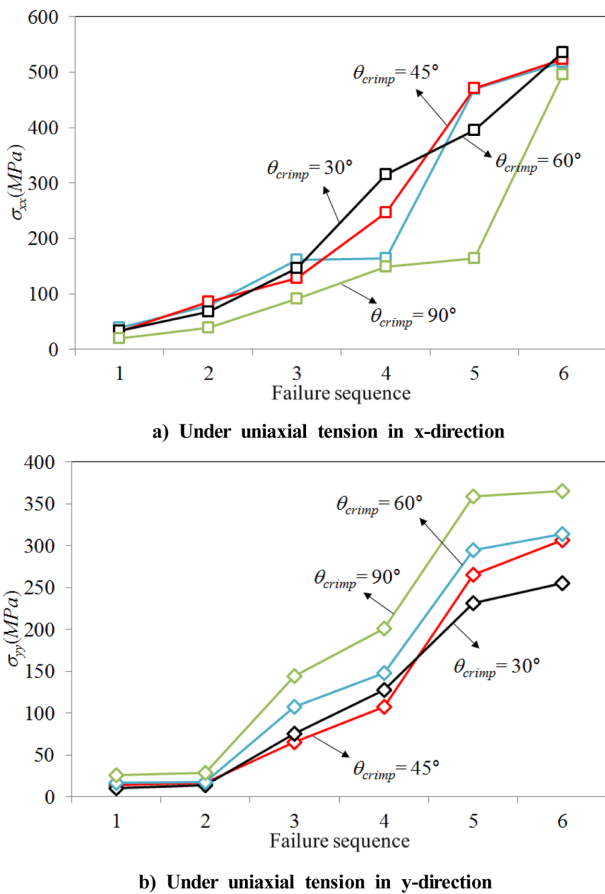 600
500
400
300
200
100
0
σxx(MPa)
θcrimp= 45°
θcrimp= 30°
θcrimp= 60°
θcrimp= 90°
1 2 3 4 5 6
Failure sequence
a) Under uniaxial tension in x-direction
400
350
300
250
200
150
100
50
0
σyy(MPa)
θcrimp= 60°
θcrimp= 90°
θcrimp= 30°
θcrimp= 45°
1 2 3 4 5 6
Failure sequence
b) Under uniaxial tension in y-direction